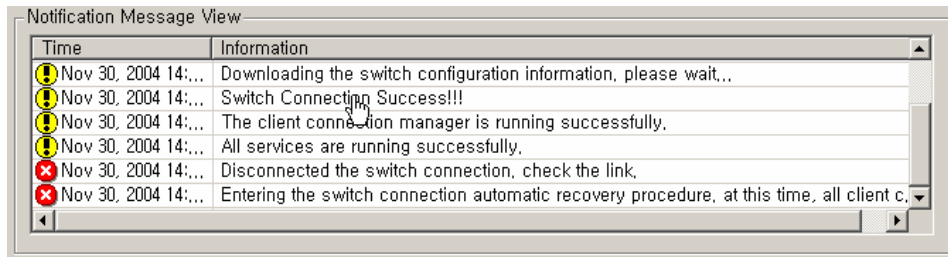 Notification Message View
Time Information
Nov 30, 2004 14:... Downloading the switch configuration information, please wait...
Nov 30, 2004 14:... Switch Connection Success!!!
Nov 30, 2004 14:... The client connection manager is running successfully.
Nov 30, 2004 14:... All services are running successfully.
Nov 30, 2004 14:... Disconnected the switch connection, check the link.
Nov 30, 2004 14:... Entering the switch connection automatic recovery procedure, at this time, all client c.